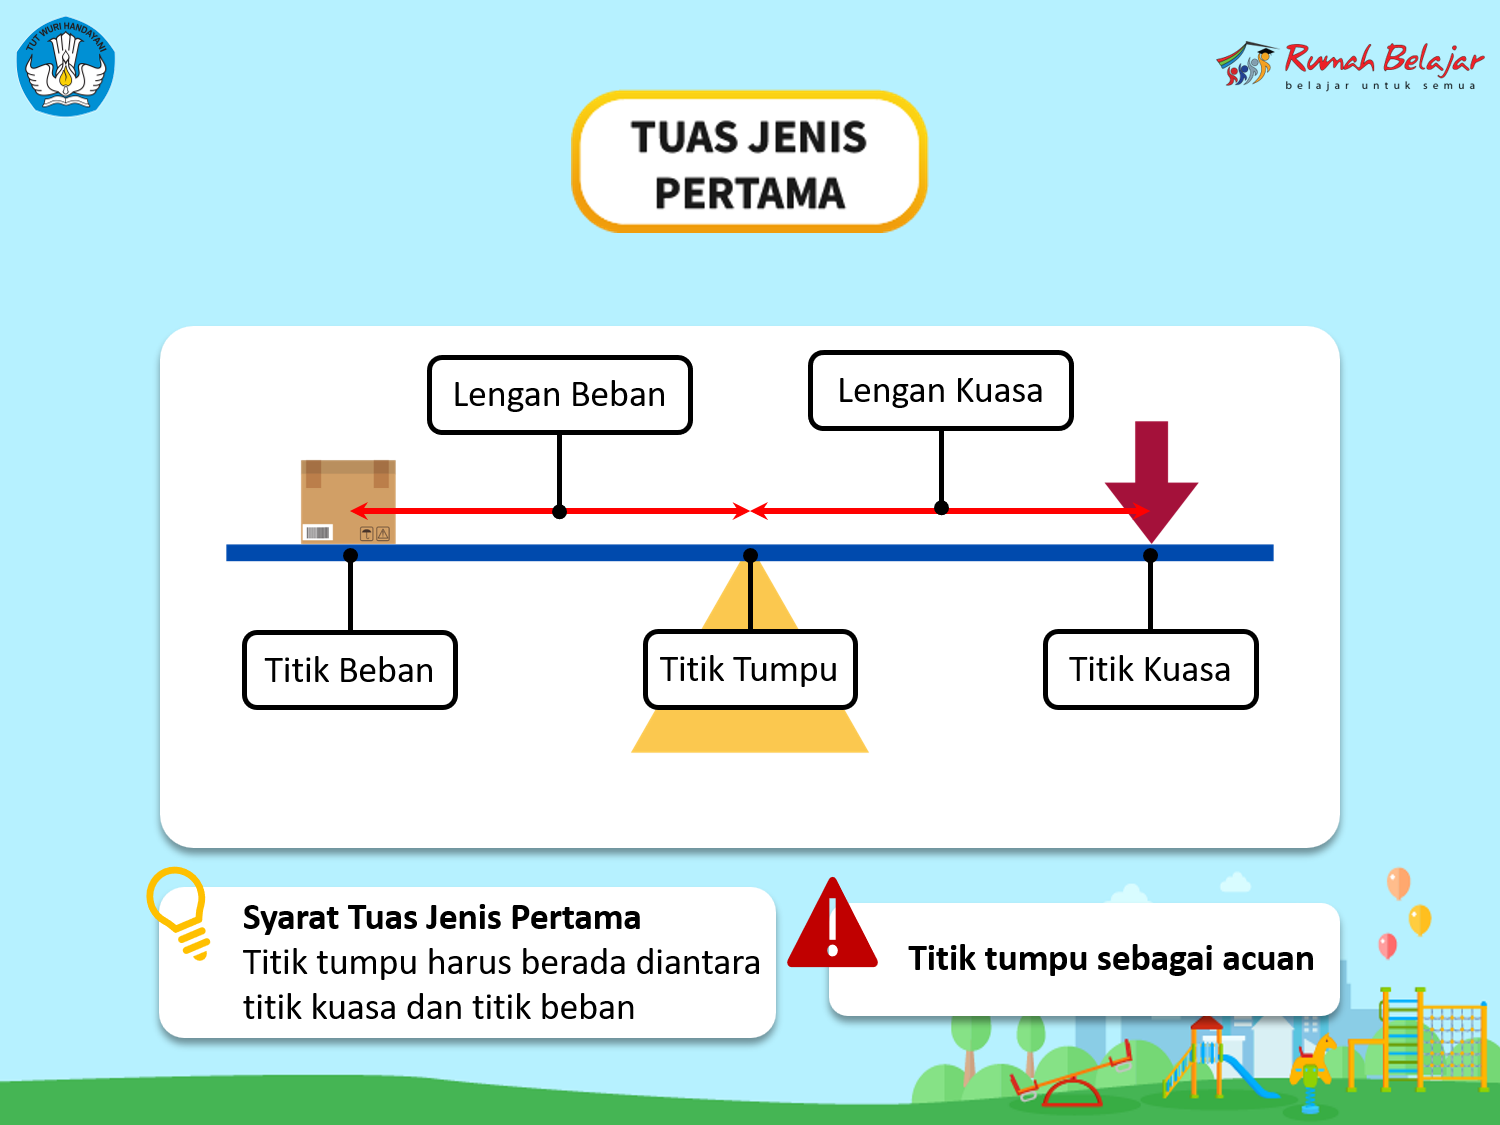 TUT WURI HANDAYANI
Rumah Belajar
belajar untuk semua
TUAS JENIS
PERTAMA
Lengan Beban
Lengan Kuasa
Titik Beban
Titik Tumpu
Titik Kuasa
Syarat Tuas Jenis Pertama
Titik tumpu harus berada diantara
titik kuasa dan titik beban
Titik tumpu sebagai acuan